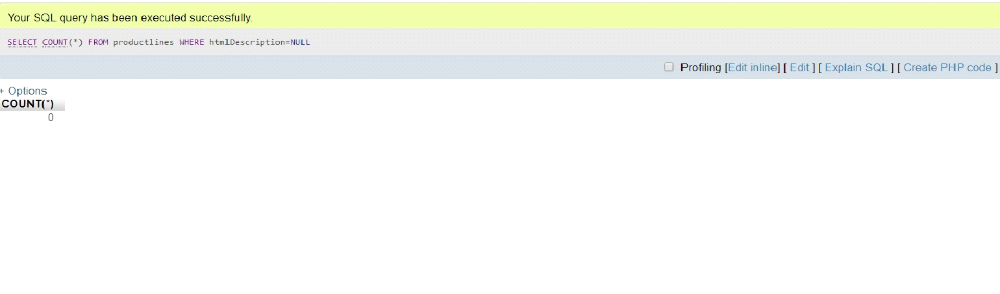 Your SQL query has been executed successfully.
SELECT COUNT(*) FROM productlines WHERE htmlDescription=NULL
Profiling [Edit inline] [ Edit ] [ Explain SQL ] [ Create PHP code ]
+ Options
COUNT(*)
0